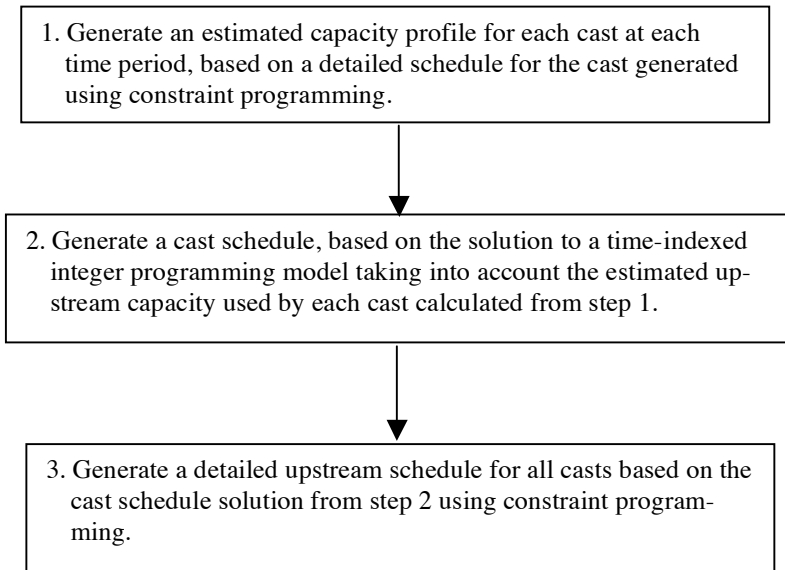 1. Generate an estimated capacity profile for each cast at each
time period, based on a detailed schedule for the cast generated
using constraint programming.
2. Generate a cast schedule, based on the solution to a time-indexed
integer programming model taking into account the estimated up-
stream capacity used by each cast calculated from step 1.
3. Generate a detailed upstream schedule for all casts based on the
cast schedule solution from step 2 using constraint program-
ming.